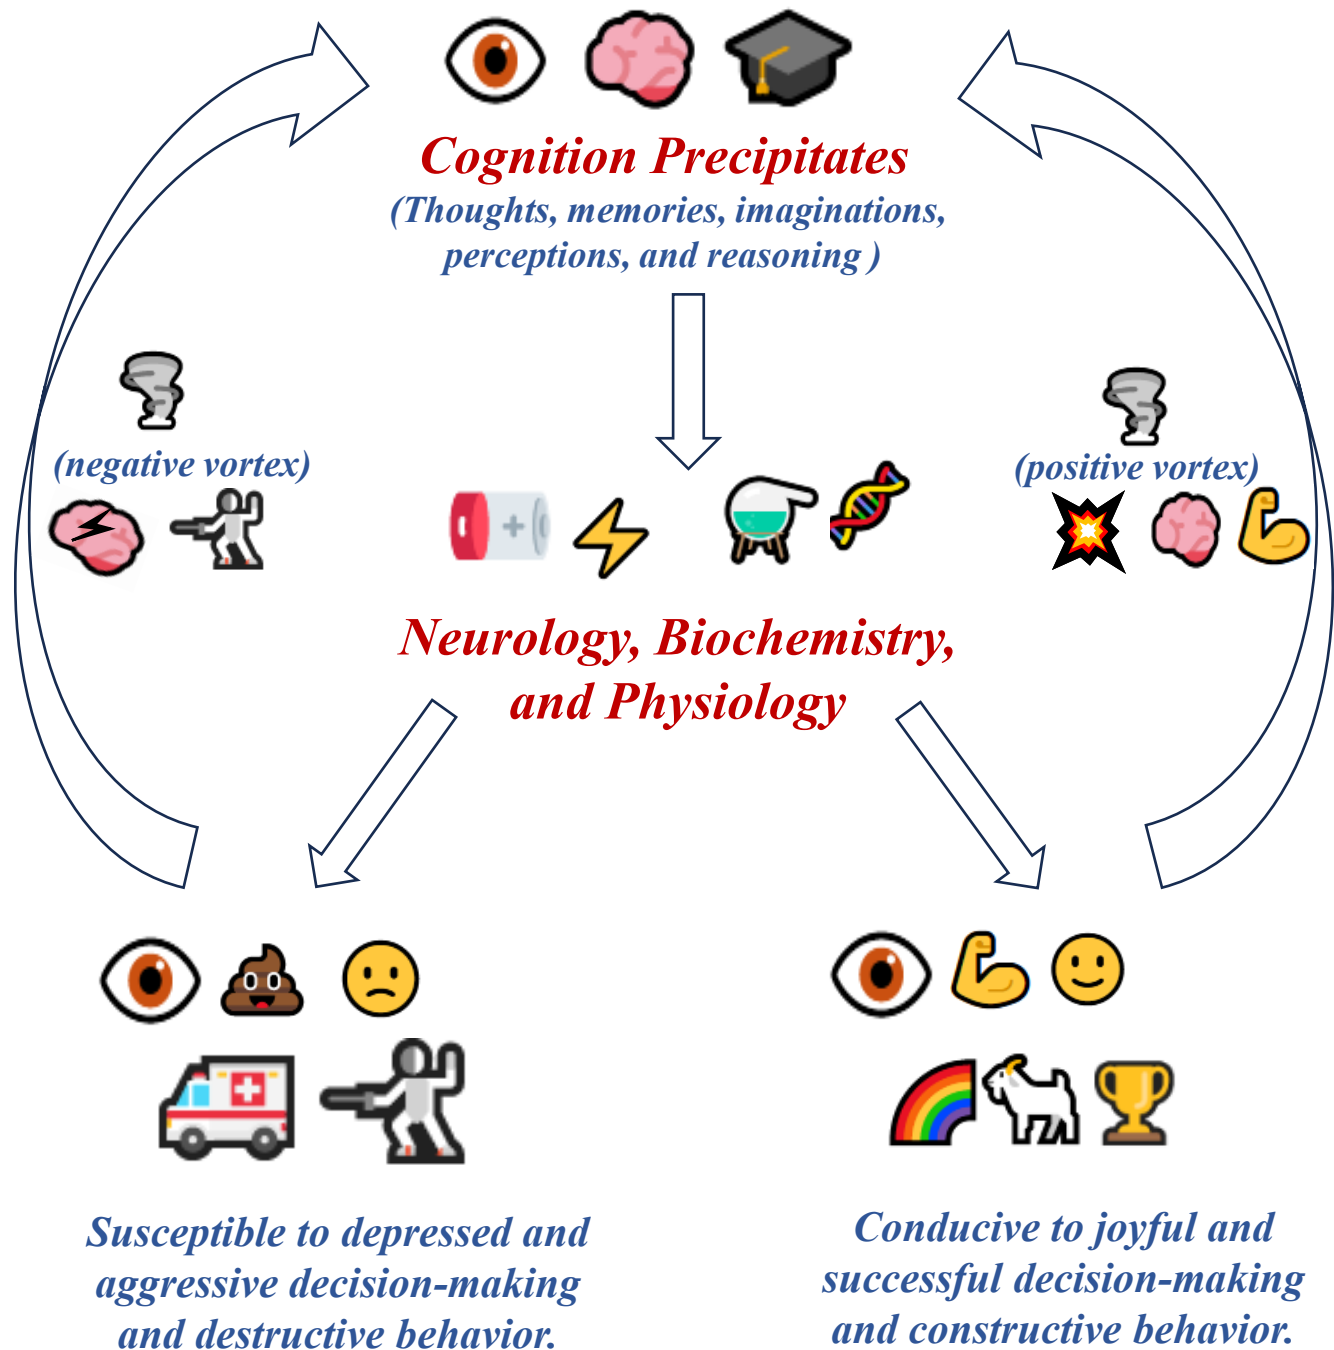 Cognition Precipitates
(Thoughts, memories, imaginations,
perceptions, and reasoning )
(negative vortex)
(positive vortex)
Neurology, Biochemistry,
and Physiology
Susceptible to depressed and
aggressive decision-making
and destructive behavior.
Conducive to joyful and
successful decision-making
and constructive behavior.